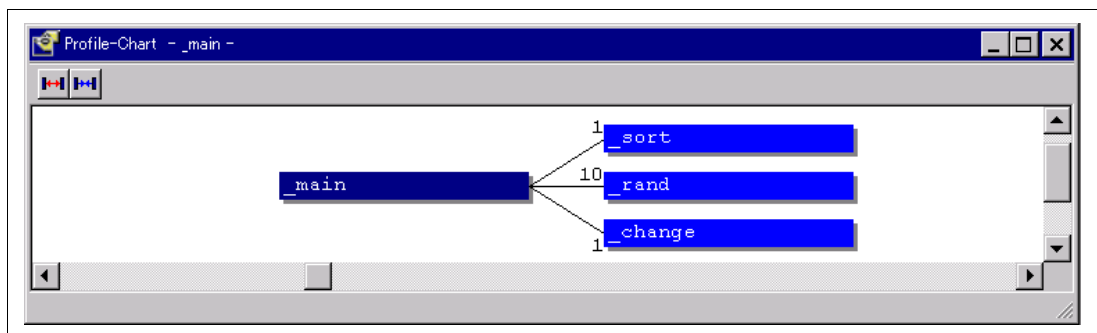 Profile-Chart - _main -
1
_sort
_main
10
_rand
_change
1